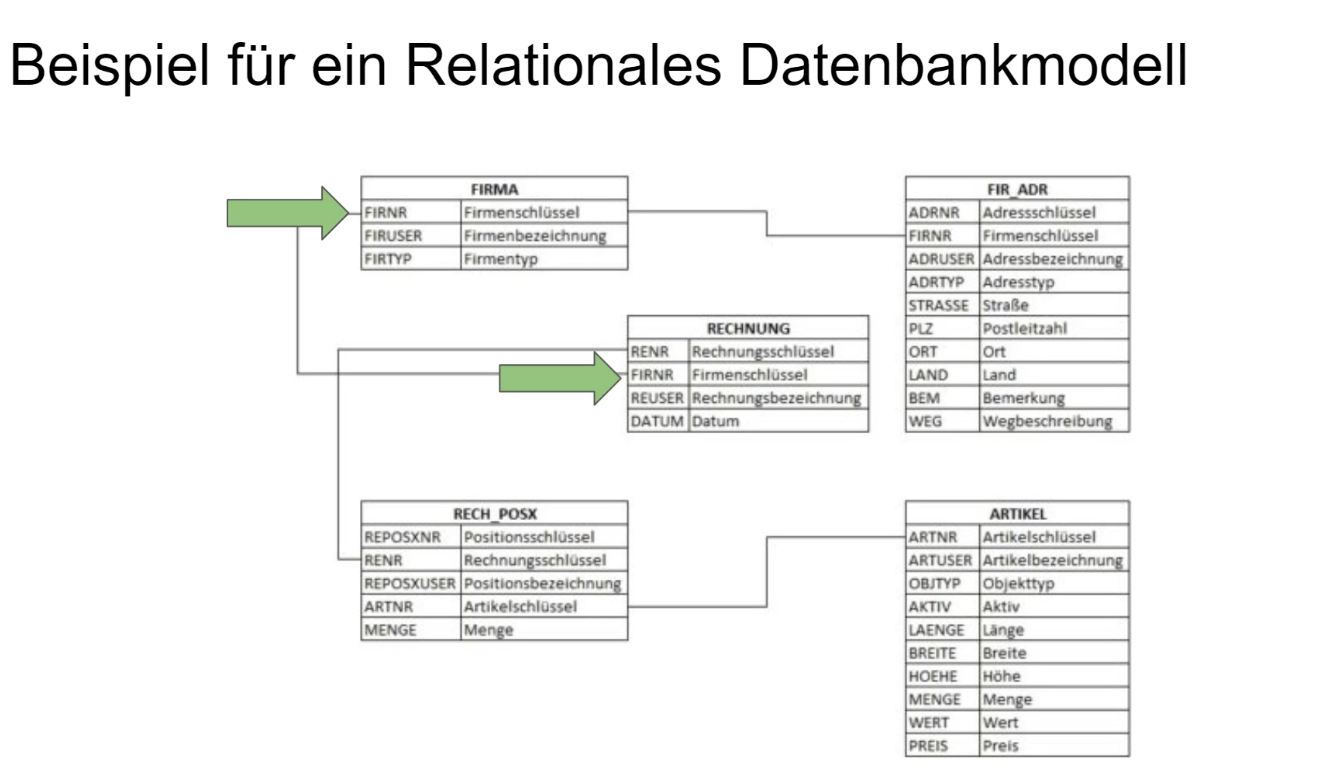 Beispiel für ein Relationales Datenbankmodell
FIRMA
FIRNR Firmenschlüssel
FIRUSER Firmenbezeichnung
FIRTYP Firmentyp
FIR_ADR
ADRNR Adressschlüssel
FIRNR Firmenschlüssel
ADRUSER Adressbezeichnung
ADRTYP Adresstyp
STRASSE Straße
PLZ Postleitzahl
ORT Ort
LAND Land
BEM Bemerkung
WEG Wegbeschreibung
RECHNUNG
RENR Rechnungsschlüssel
FIRNR Firmenschlüssel
REUSER Rechnungsbezeichnung
DATUM Datum
RECH_POSX
REPOSXNR Positionsschlüssel
RENR Rechnungsschlüssel
REPOSXUSER Positionsbezeichnung
ARTNR Artikelschlüssel
MENGE Menge
ARTIKEL
ARTNR Artikelschlüssel
ARTUSER Artikelbezeichnung
OBJTYP Objekttyp
AKTIV Aktiv
LAENGE Länge
BREITE Breite
HOEHE Höhe
MENGE Menge
WERT Wert
PREIS Preis